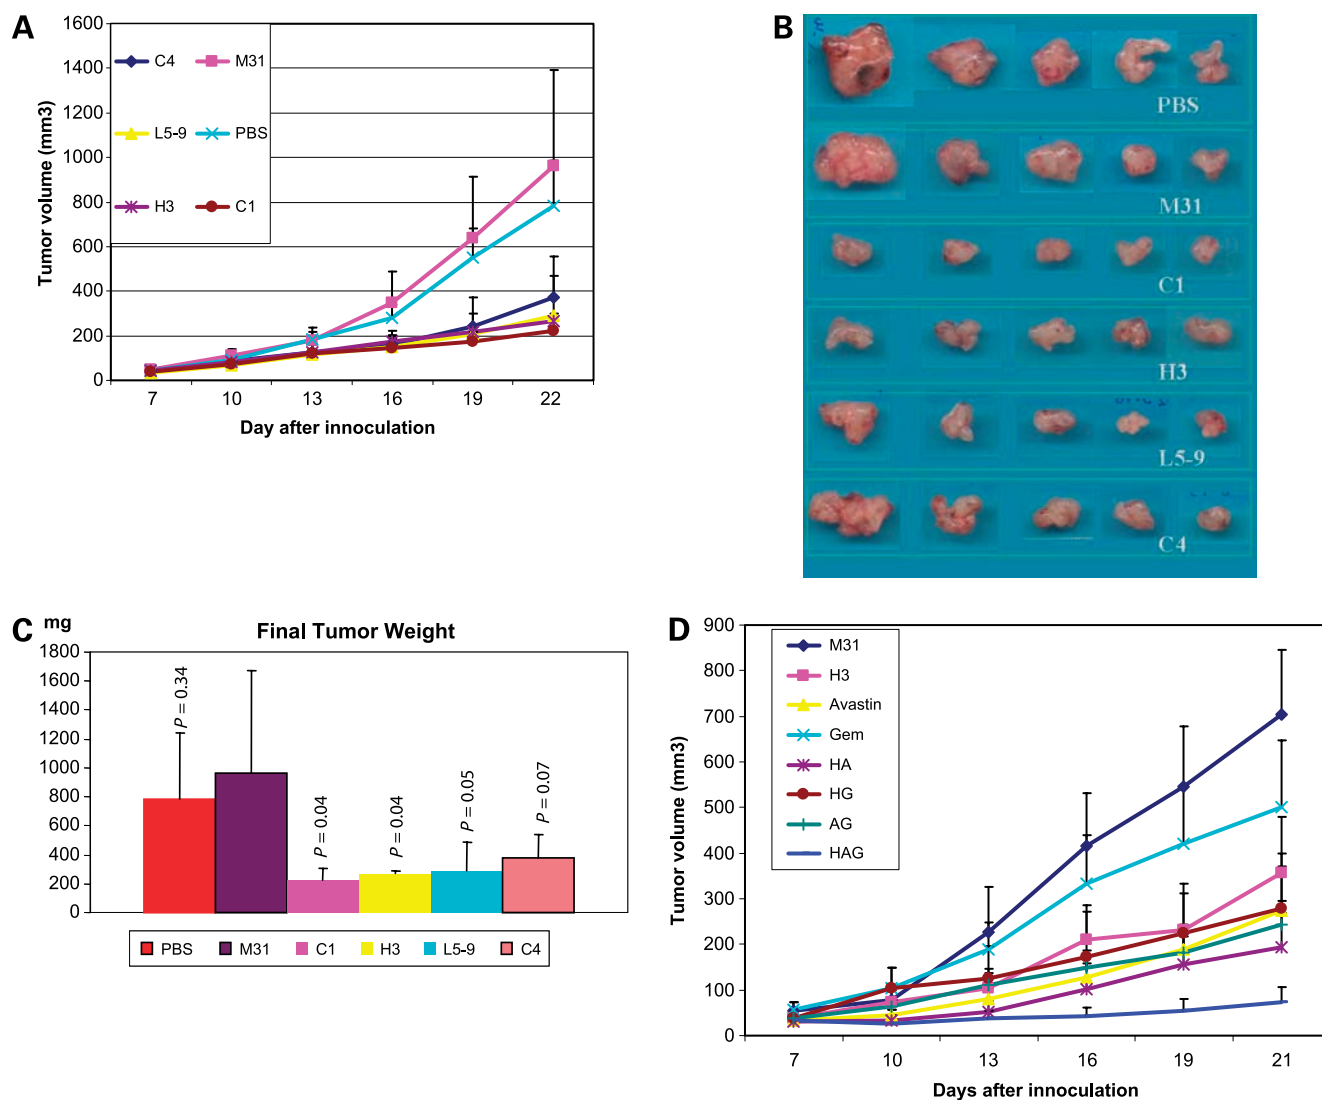 A
1600
1400
1200
1000
800
600
400
200
0
Tumor volume (mm3)
C4
M31
L5-9
PBS
H3
C1
7 10 13 16 19 22
Day after innoculation
B
PBS
M31
C1
H3
L5-9
C4
C
mg
Final Tumor Weight
1800
1600
1400
1200
1000
800
600
400
200
0
P = 0.34
P = 0.04
P = 0.04
P = 0.05
P = 0.07
PBS M31 C1 H3 L5-9 C4
D
900
800
700
600
500
400
300
200
100
0
Tumor volume (mm3)
M31
H3
Avastin
Gem
HA
HG
AG
HAG
7 10 13 16 19 21
Days after innoculation